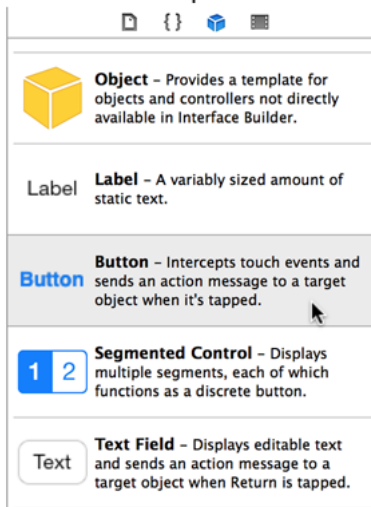 {}
Object – Provides a template for
objects and controllers not directly
available in Interface Builder.
Label
Label – A variably sized amount of
static text.
Button
Button – Intercepts touch events and
sends an action message to a target
object when it's tapped.
1 2
Segmented Control – Displays
multiple segments, each of which
functions as a discrete button.
Text
Text Field – Displays editable text
and sends an action message to a
target object when Return is tapped.